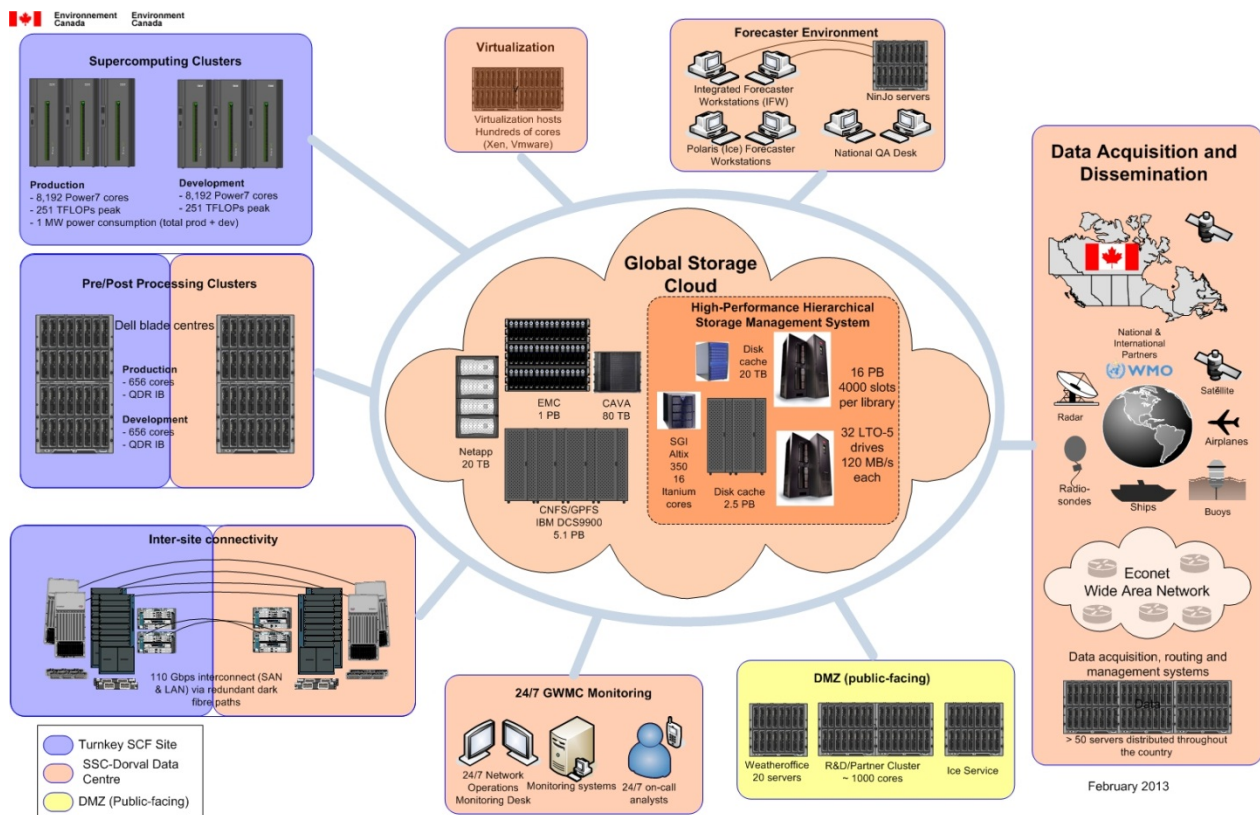 Environnement
Canada
Environment
Canada
Supercomputing Clusters
Production
- 8,192 Power7 cores
- 251 TFLOPs peak
- 1 MW power consumption (total prod + dev)
Development
- 8,192 Power7 cores
- 251 TFLOPs peak
Virtualization
Virtualization hosts
Hundreds of cores
(Xen, Vmware)
Forecaster Environment
Integrated Forecaster
Workstations (IFW)
NinJo servers
Polaris (Ice) Forecaster
Workstations
National QA Desk
Pre/Post Processing Clusters
Dell blade centres
Production
- 656 cores
- QDR IB
Development
- 656 cores
- QDR IB
Global Storage
Cloud
High-Performance Hierarchical
Storage Management System
Netapp
20 TB
EMC
1 PB
CAVA
80 TB
CNFS/GPFS
IBM DCS9900
5.1 PB
Disk
cache
20 TB
SGI
Altix
350
16
Itanium
cores
Disk cache
2.5 PB
16 PB
4000 slots
per library
32 LTO-5
drives
120 MB/s
each
Data Acquisition and
Dissemination
National &
International
Partners
WMO
Satellite
Radar
Airplanes
Radio-
sondes
Ships
Buoys
Econet
Wide Area Network
Data acquisition, routing and
management systems
Data
> 50 servers distributed throughout
the country
Inter-site connectivity
110 Gbps interconnect (SAN
& LAN) via redundant dark
fibre paths
24/7 GWMC Monitoring
24/7 Network
Operations
Monitoring Desk
Monitoring systems
24/7 on-call
analysts
DMZ (public-facing)
Weatheroffice
20 servers
R&D/Partner Cluster
~ 1000 cores
Ice Service
Turnkey SCF Site
SSC-Dorval Data
Centre
DMZ (Public-facing)
February 2013